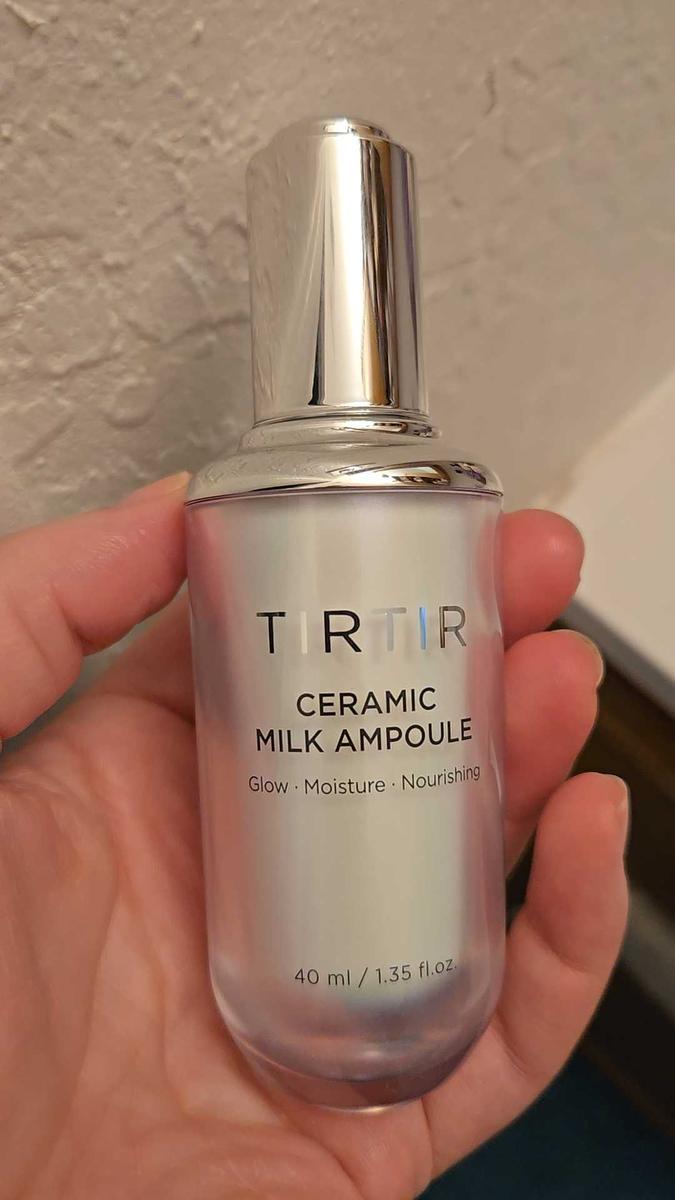 TIRTIR
CERAMIC
MILK AMPOULE
Glow · Moisture · Nourishing
40 ml / 1.35 fl.oz.